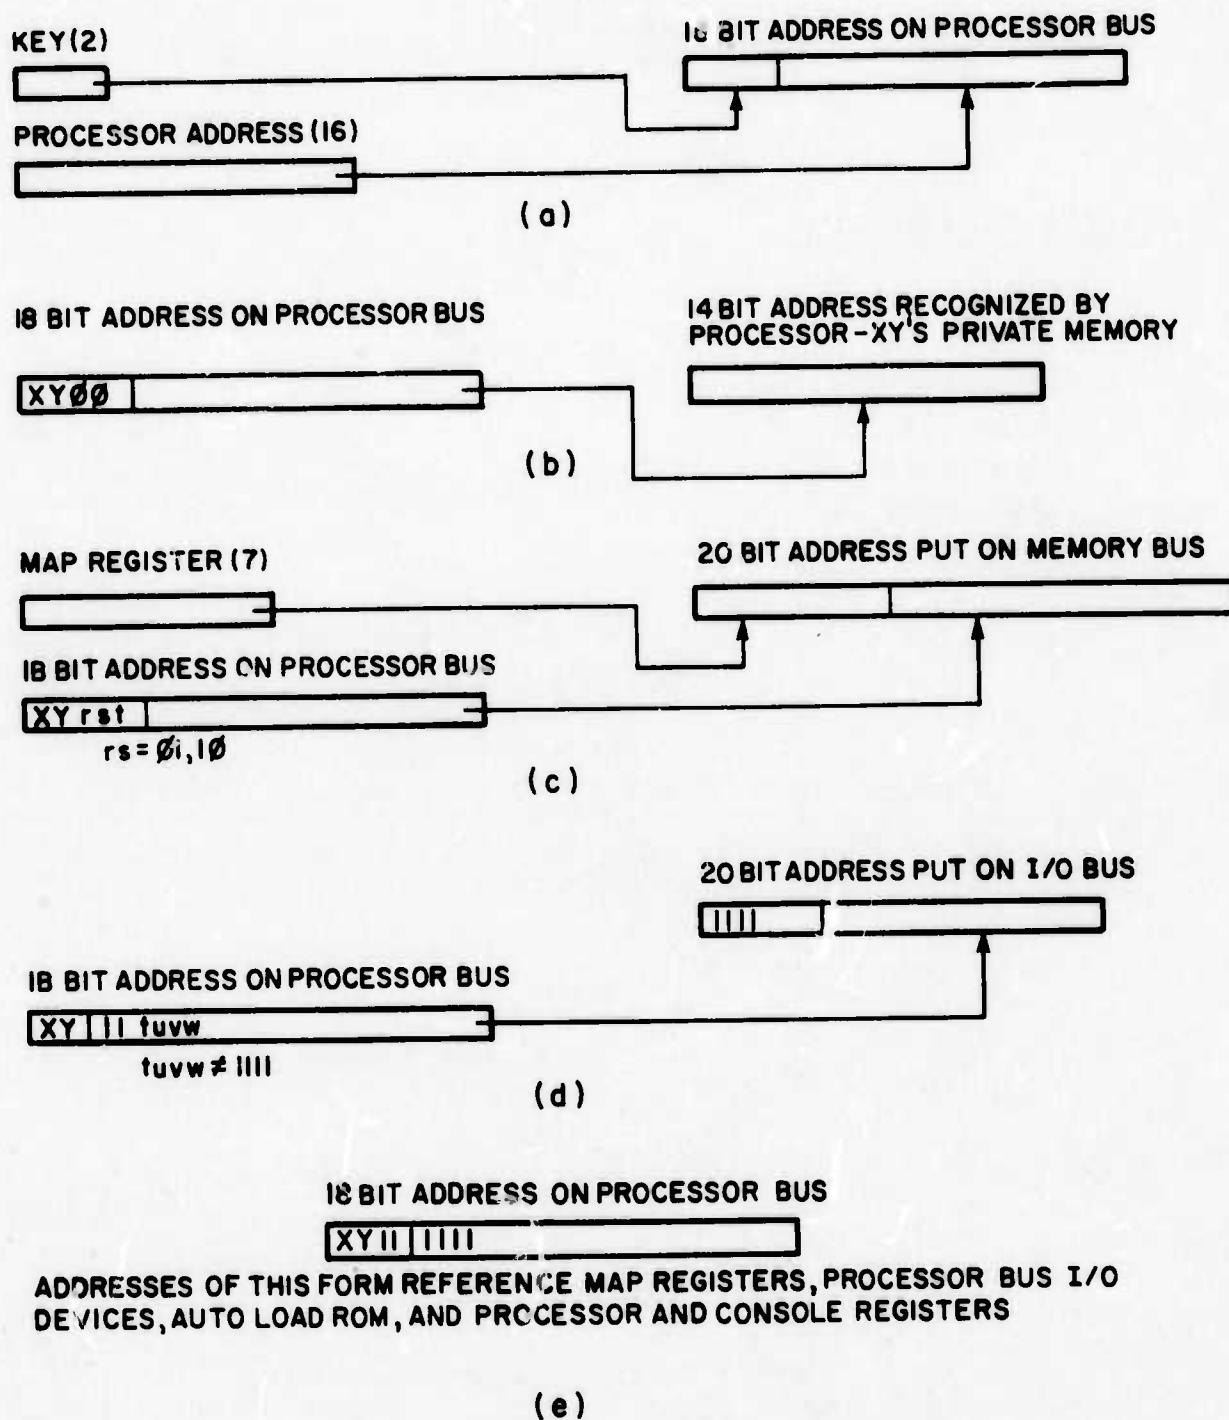 KEY(2)
18 BIT ADDRESS ON PROCESSOR BUS
PROCESSOR ADDRESS (16)
(a)
18 BIT ADDRESS ON PROCESSOR BUS
14 BIT ADDRESS RECOGNIZED BY
PROCESSOR-XY'S PRIVATE MEMORY
XYØØ
(b)
MAP REGISTER (7)
20 BIT ADDRESS PUT ON MEMORY BUS
18 BIT ADDRESS ON PROCESSOR BUS
XY rst
rs = Ø1, 1Ø
(c)
20 BIT ADDRESS PUT ON I/O BUS
1111
18 BIT ADDRESS ON PROCESSOR BUS
XY 11 tuvw
tuvw ≠ 1111
(d)
18 BIT ADDRESS ON PROCESSOR BUS
XY11 1111
ADDRESSES OF THIS FORM REFERENCE MAP REGISTERS, PROCESSOR BUS I/O
DEVICES, AUTO LOAD ROM, AND PROCESSOR AND CONSOLE REGISTERS
(e)